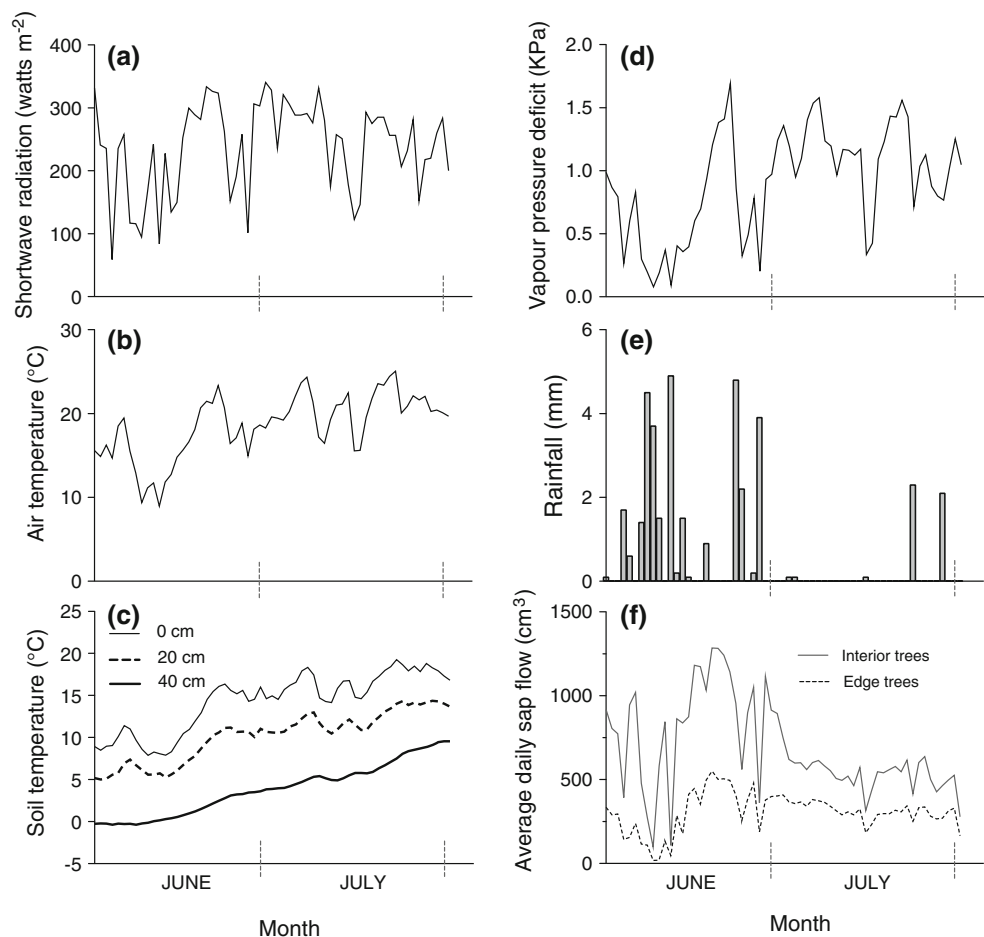 (a)
Shortwave radiation (watts m⁻²)
400
300
200
100
0
(b)
Air temperature (°C)
30
20
10
0
(c)
Soil temperature (°C)
25
20
15
10
5
0
-5
0 cm
20 cm
40 cm
JUNE
JULY
Month
(d)
Vapour pressure deficit (KPa)
2.0
1.5
1.0
0.5
0.0
(e)
Rainfall (mm)
6
4
2
0
(f)
Average daily sap flow (cm³)
1500
1000
500
0
Interior trees
Edge trees
JUNE
JULY
Month